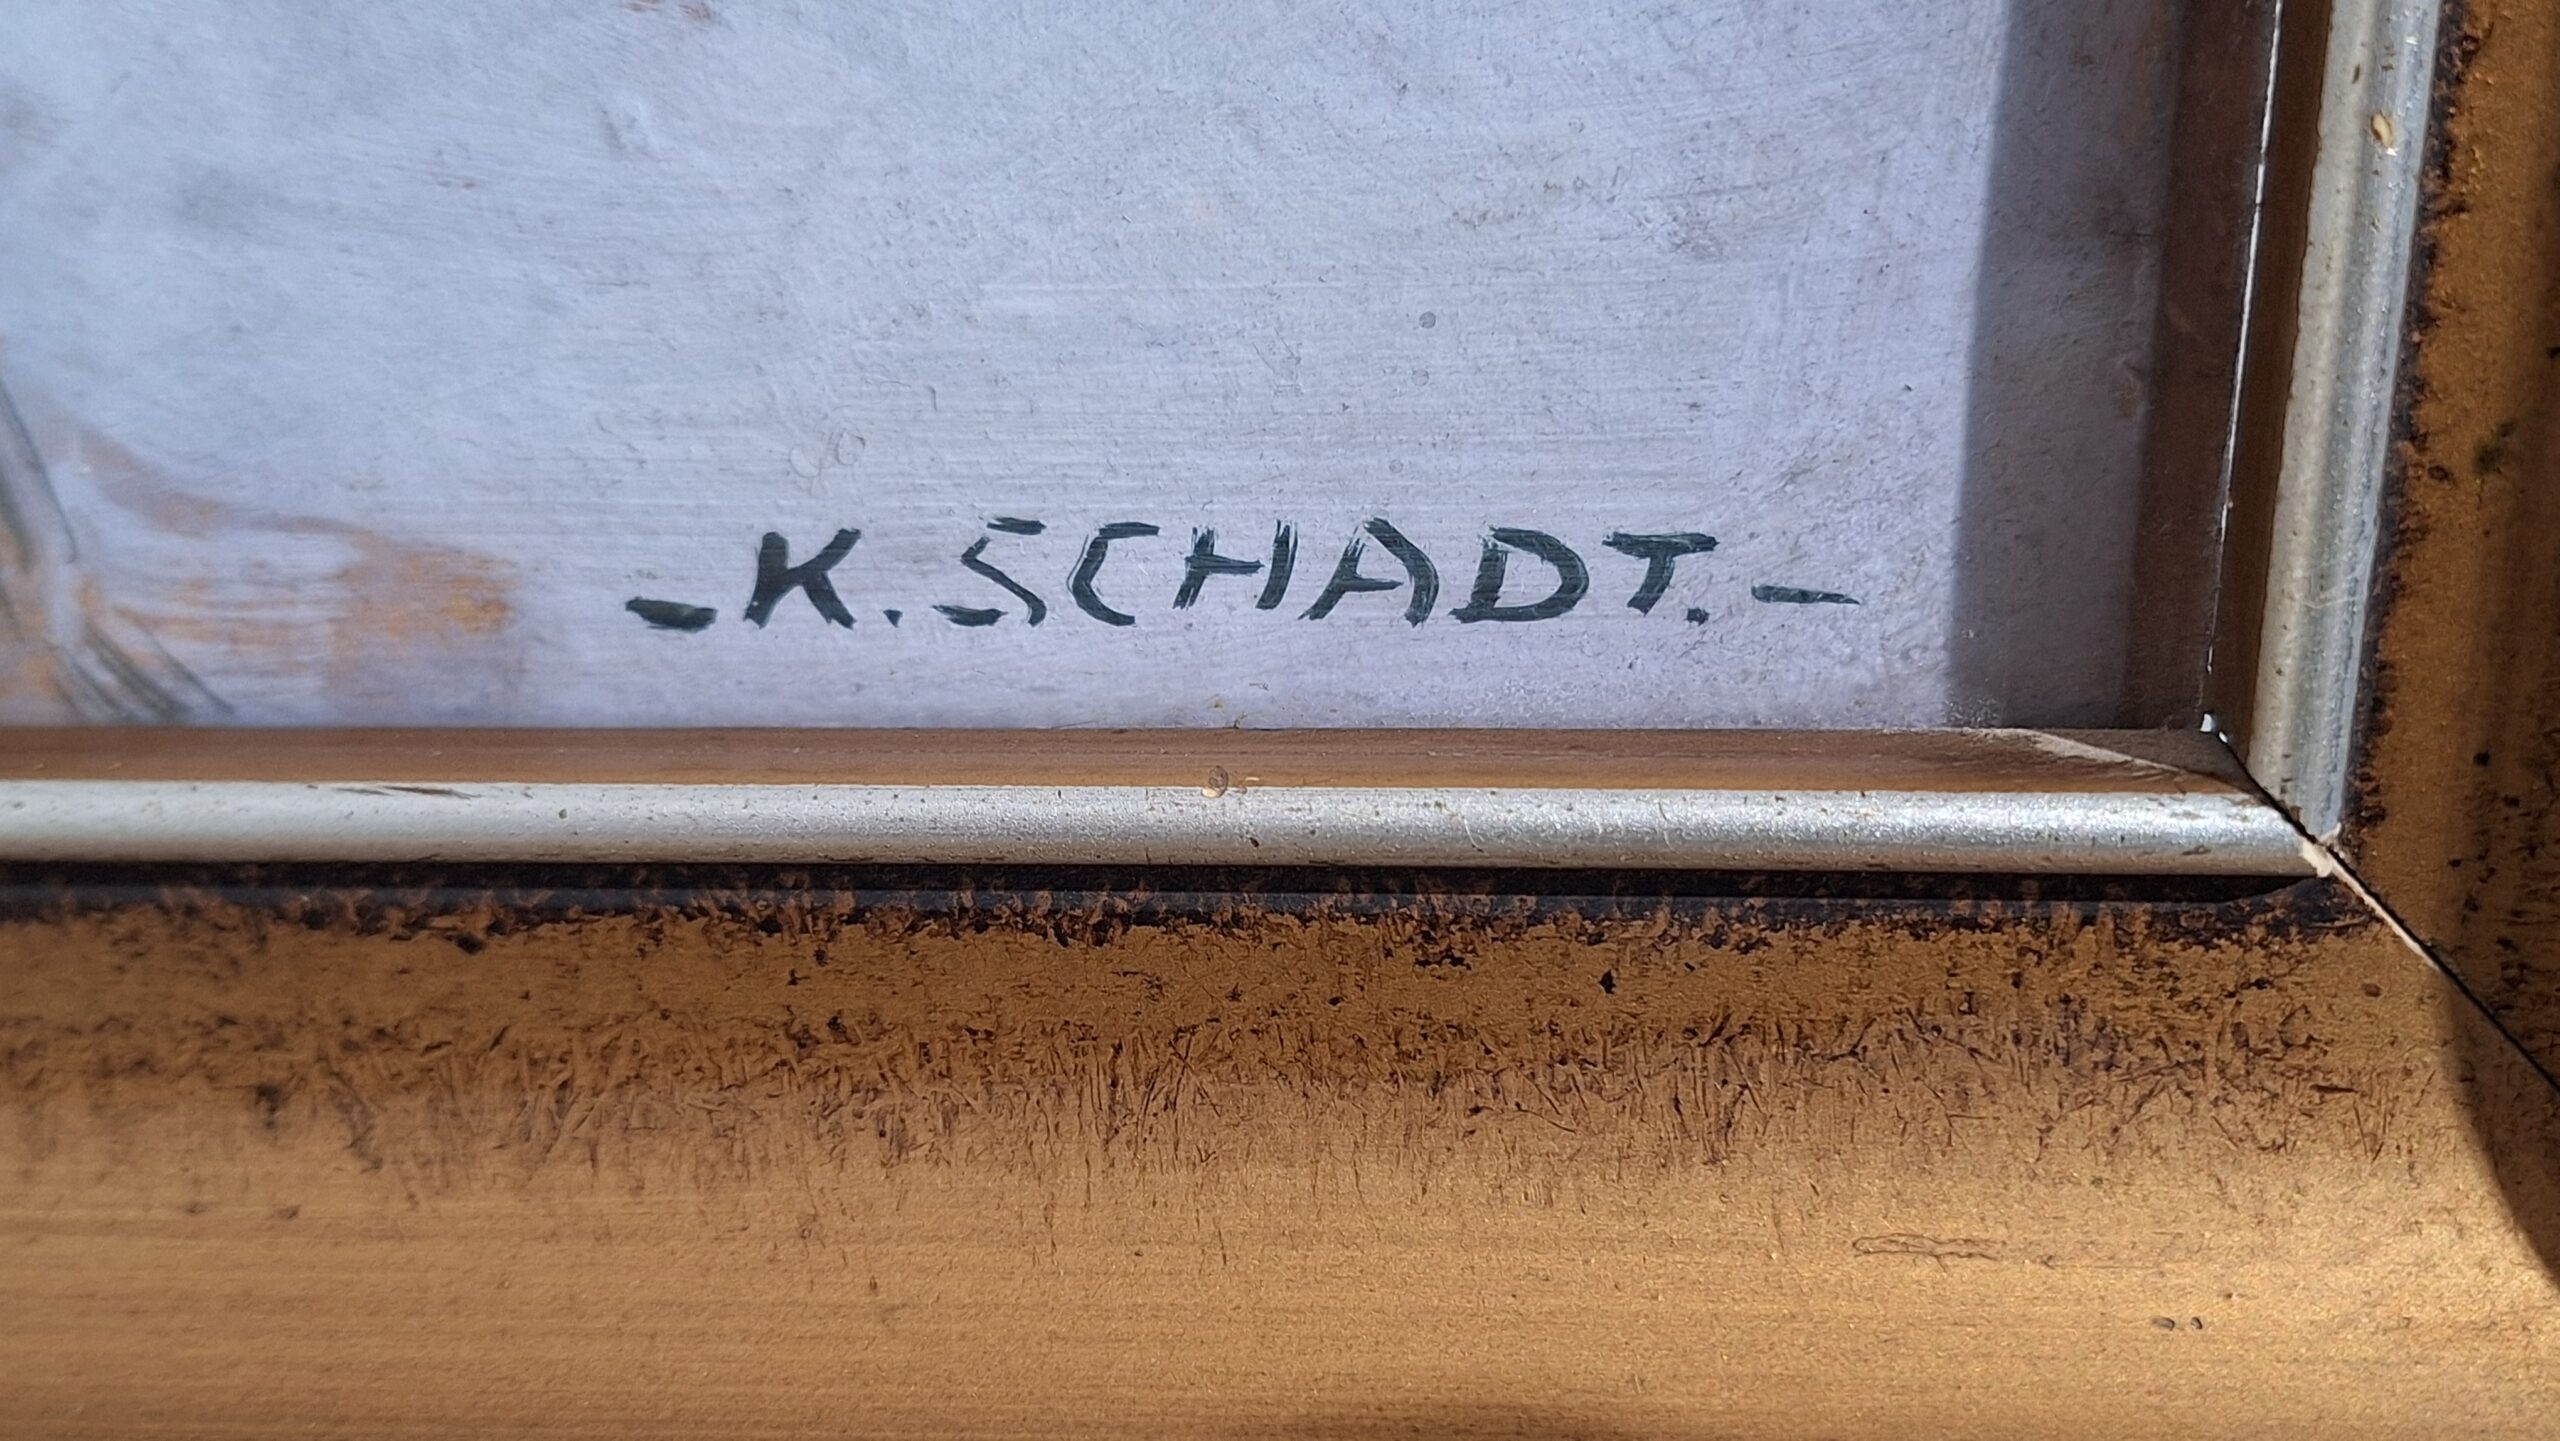 -K. SCHADT.-